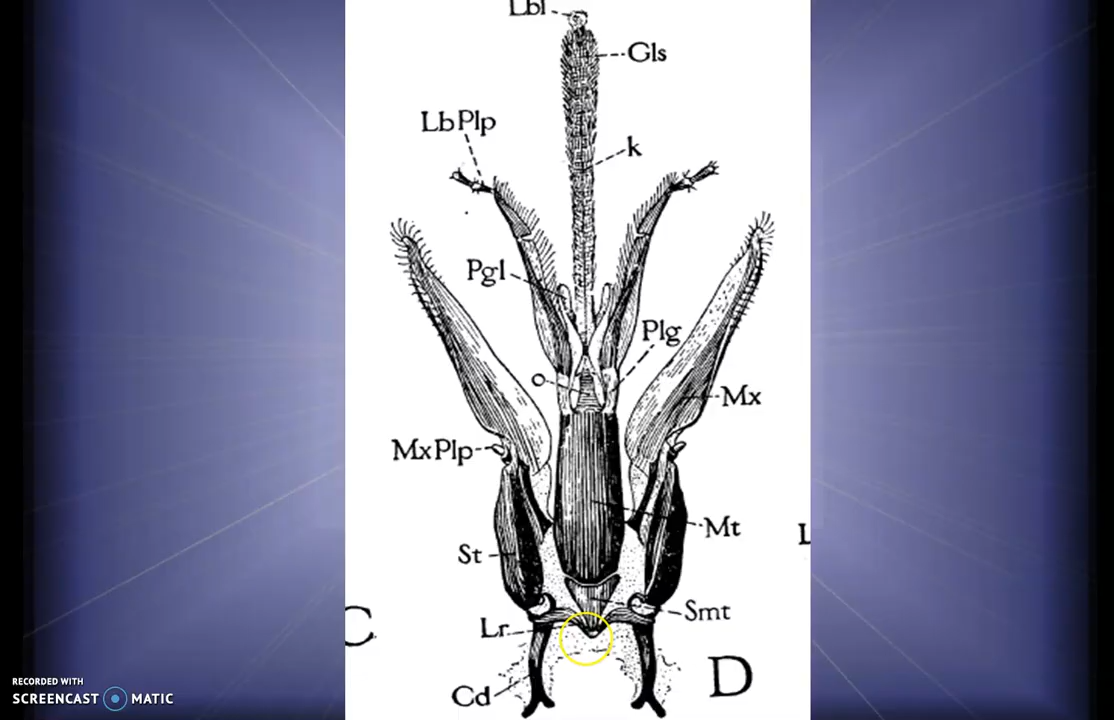 Lbl
Gls
LbPlp
k
Pgl
Plg
o
Mx
MxPlp
Mt
L
St
Smt
C
Lr
D
Cd
RECORDED WITH
SCREENCAST MATIC